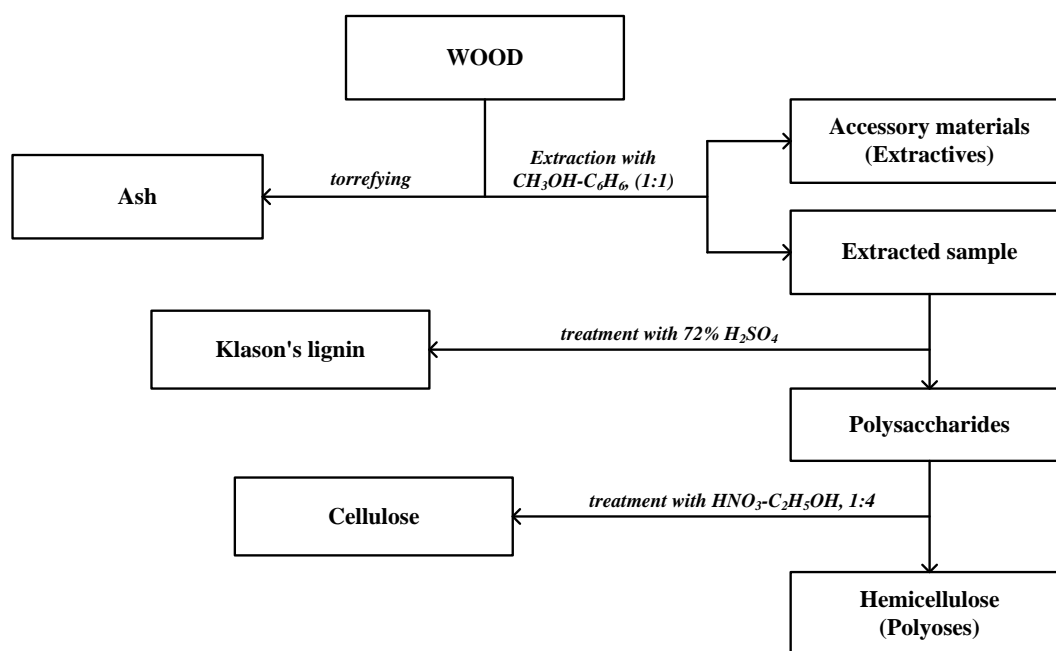 WOOD
Accessory materials
(Extractives)
Extraction with
CH₃OH-C₆H₆, (1:1)
torrefying
Ash
Extracted sample
treatment with 72% H₂SO₄
Klason's lignin
Polysaccharides
treatment with HNO₃-C₂H₅OH, 1:4
Cellulose
Hemicellulose
(Polyoses)